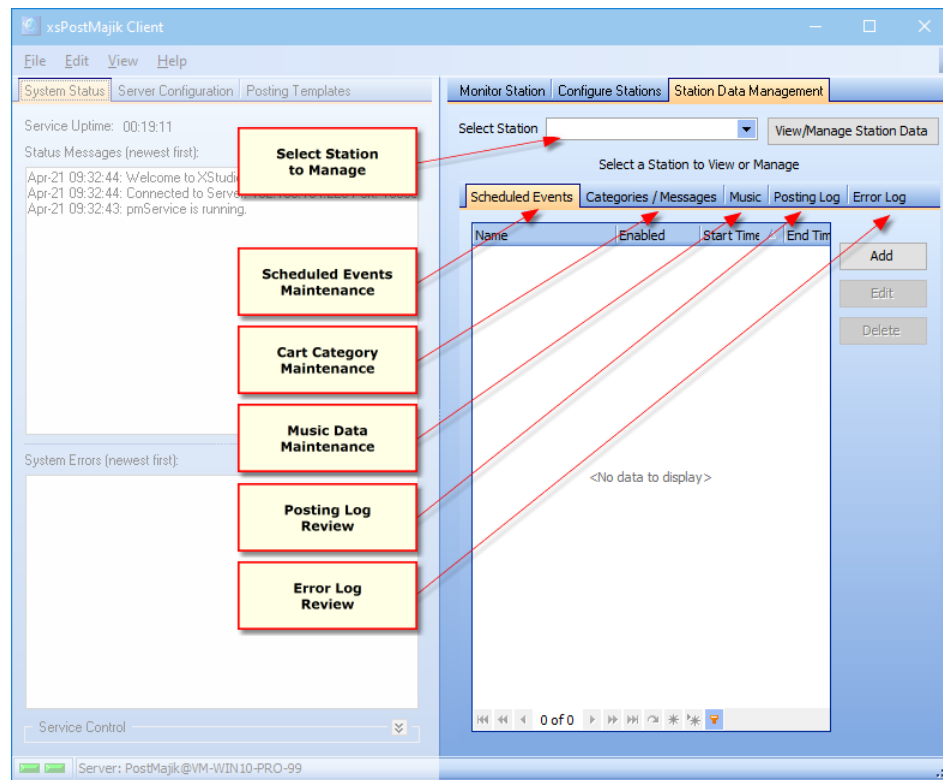 xsPostMajik Client
File Edit View Help
System Status Server Configuration Posting Templates
Service Uptime: 00:19:11
Status Messages (newest first):
Apr-21 09:32:44: Welcome to XStudi
Apr-21 09:32:44: Connected to Serve
Apr-21 09:32:43: pmService is running.
System Errors (newest first):
Service Control
Server: PostMajik@VM-WIN10-PRO-99
Select Station
to Manage
Scheduled Events
Maintenance
Cart Category
Maintenance
Music Data
Maintenance
Posting Log
Review
Error Log
Review
Monitor Station Configure Stations Station Data Management
Select Station View/Manage Station Data
Select a Station to View or Manage
Scheduled Events Categories / Messages Music Posting Log Error Log
Name Enabled Start Time End Tim
Add
Edit
Delete
<No data to display>
0 of 0